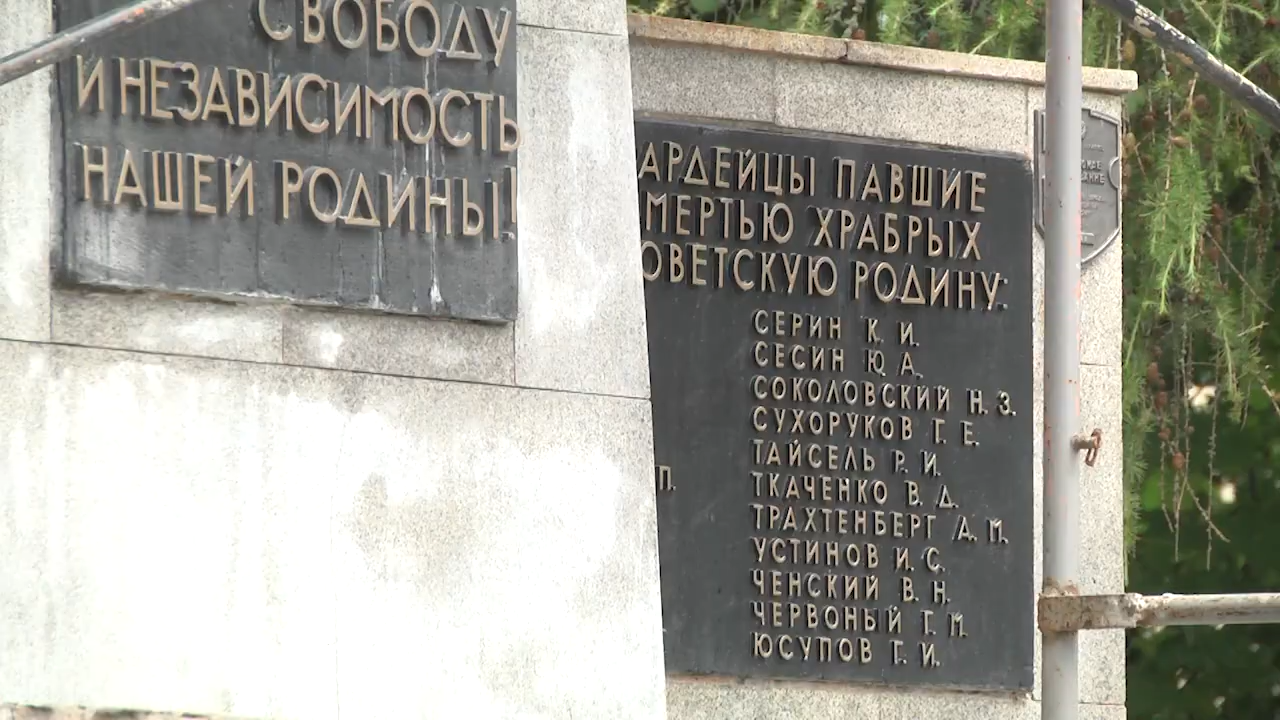 СВОБОДУ
И НЕЗАВИСИМОСТЬ
НАШЕЙ РОДИНЫ!
АРДЕЙЦЫ ПАВШИЕ
МЕРТЬЮ ХРАБРЫХ
ОВЕТСКУЮ РОДИНУ:
СЕРИН К. И.
СЕСИН Ю. А.
СОКОЛОВСКИЙ Н. З.
СУХОРУКОВ Г. Е.
ТАЙСЕЛЬ Р. И.
П.
ТКАЧЕНКО В. Д.
ТРАХТЕНБЕРГ Д. М.
УСТИНОВ И. С.
ЧЕНСКИЙ В. Н.
ЧЕРВОНЫЙ Г. М.
ЮСУПОВ Г. И.